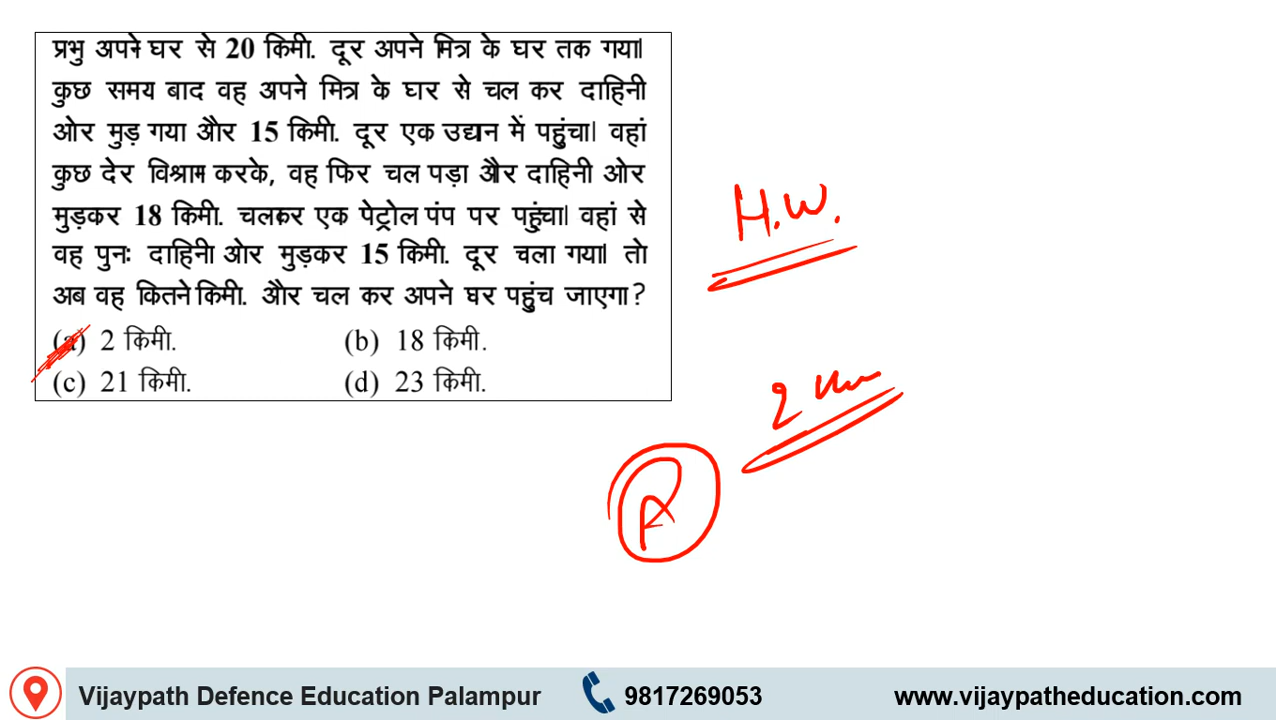 प्रभु अपने घर से 20 किमी. दूर अपने मित्र के घर तक गया।
कुछ समय बाद वह अपने मित्र के घर से चल कर दाहिनी
ओर मुड़ गया और 15 किमी. दूर एक उद्यान में पहुंचा। वहां
कुछ देर विश्राम करके, वह फिर चल पड़ा और दाहिनी ओर
मुड़कर 18 किमी. चलकर एक पेट्रोल पंप पर पहुंचा। वहां से
वह पुनः दाहिनी ओर मुड़कर 15 किमी. दूर चला गया। तो
अब वह कितने किमी. और चल कर अपने घर पहुंच जाएगा?
(a) 2 किमी. (b) 18 किमी.
(c) 21 किमी. (d) 23 किमी.
H.W.
2 km
A
Vijaypath Defence Education Palampur 9817269053 www.vijaypatheducation.com